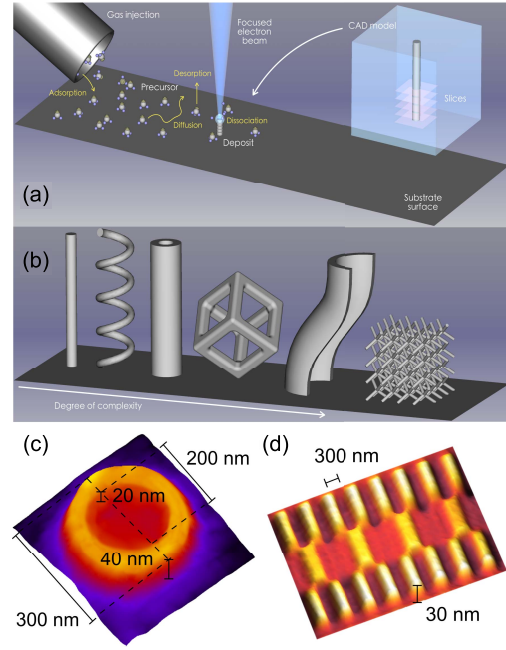 Gas injection
Focused
electron
beam
CAD model
Desorption
Precursor
Adsorption
Slices
Diffusion
Dissociation
Deposit
(a)
Substrate
surface
(b)
Degree of complexity
(c)
200 nm
20 nm
40 nm
300 nm
(d)
300 nm
30 nm